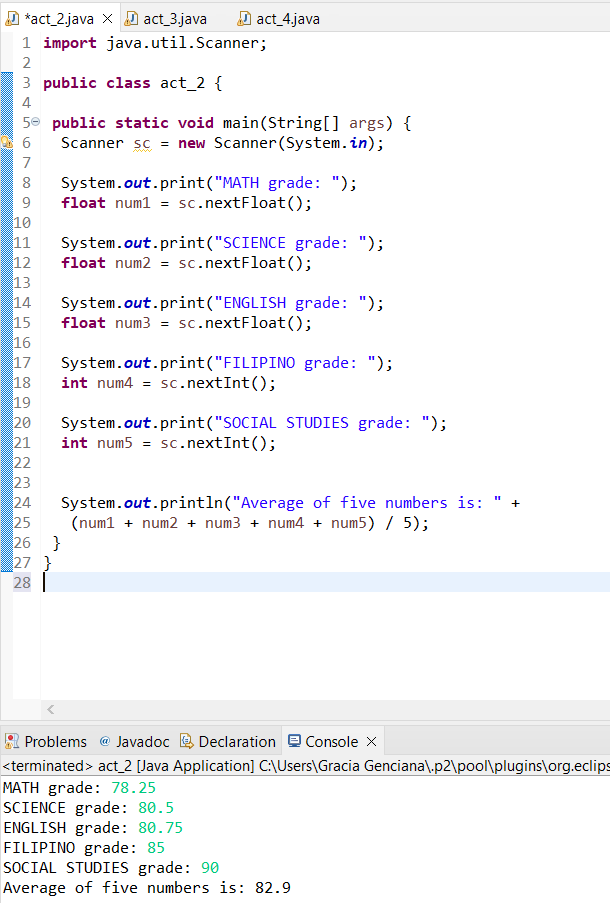 *act_2.java
act_3.java
act_4.java
1 import java.util.Scanner;
2
3 public class act_2 {
4
5 public static void main(String[] args) {
6 Scanner sc = new Scanner(System.in);
7
8 System.out.print("MATH grade: ");
9 float num1 = sc.nextFloat();
10
11 System.out.print("SCIENCE grade: ");
12 float num2 = sc.nextFloat();
13
14 System.out.print("ENGLISH grade: ");
15 float num3 = sc.nextFloat();
16
17 System.out.print("FILIPINO grade: ");
18 int num4 = sc.nextInt();
19
20 System.out.print("SOCIAL STUDIES grade: ");
21 int num5 = sc.nextInt();
22
23
24 System.out.println("Average of five numbers is: " +
25 (num1 + num2 + num3 + num4 + num5) / 5);
26 }
27 }
28
Problems @ Javadoc Declaration Console
<terminated> act_2 [Java Application] C:\Users\Gracia Genciana\.p2\pool\plugins\org.eclips
MATH grade: 78.25
SCIENCE grade: 80.5
ENGLISH grade: 80.75
FILIPINO grade: 85
SOCIAL STUDIES grade: 90
Average of five numbers is: 82.9